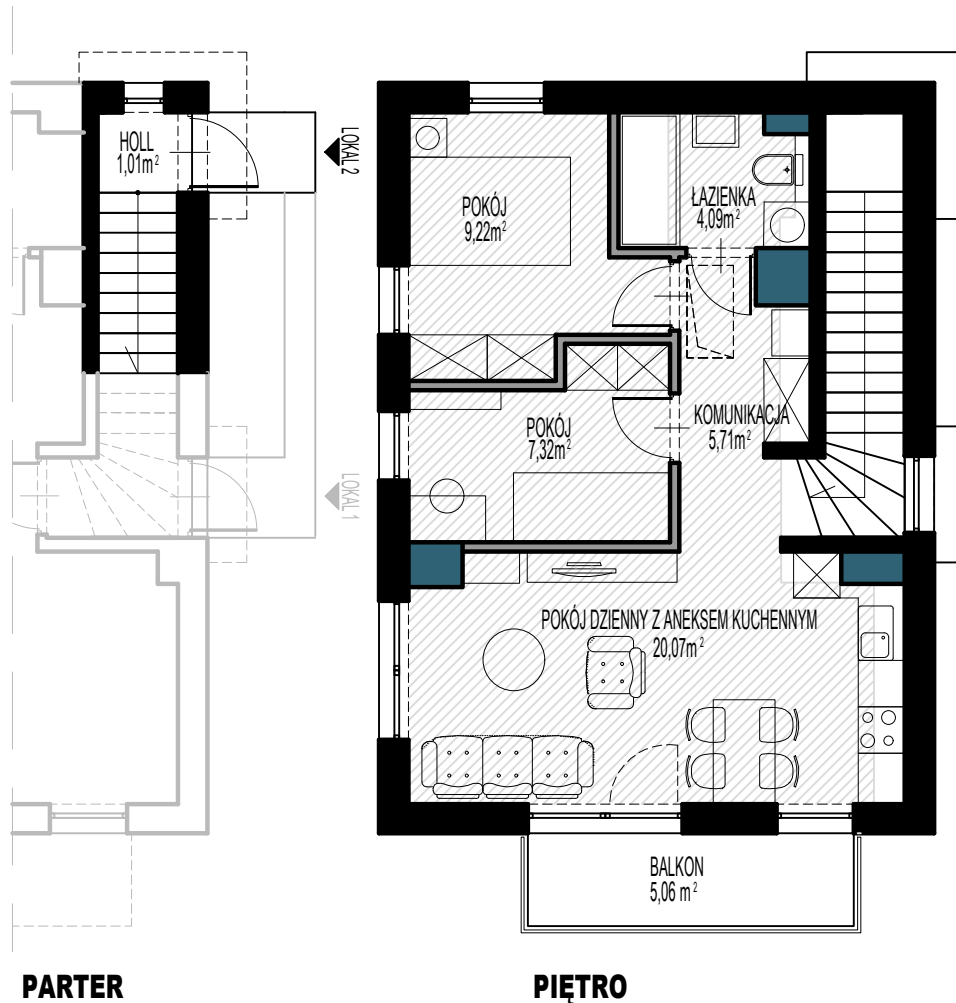 HOLL
1,01m²
LOKAL 2
LOKAL 1
POKÓJ
9,22m²
ŁAZIENKA
4,09m²
POKÓJ
7,32m²
KOMUNIKACJA
5,71m²
POKÓJ DZIENNY Z ANEKSEM KUCHENNYM
20,07m²
BALKON
5,06 m²
PARTER
PIĘTRO